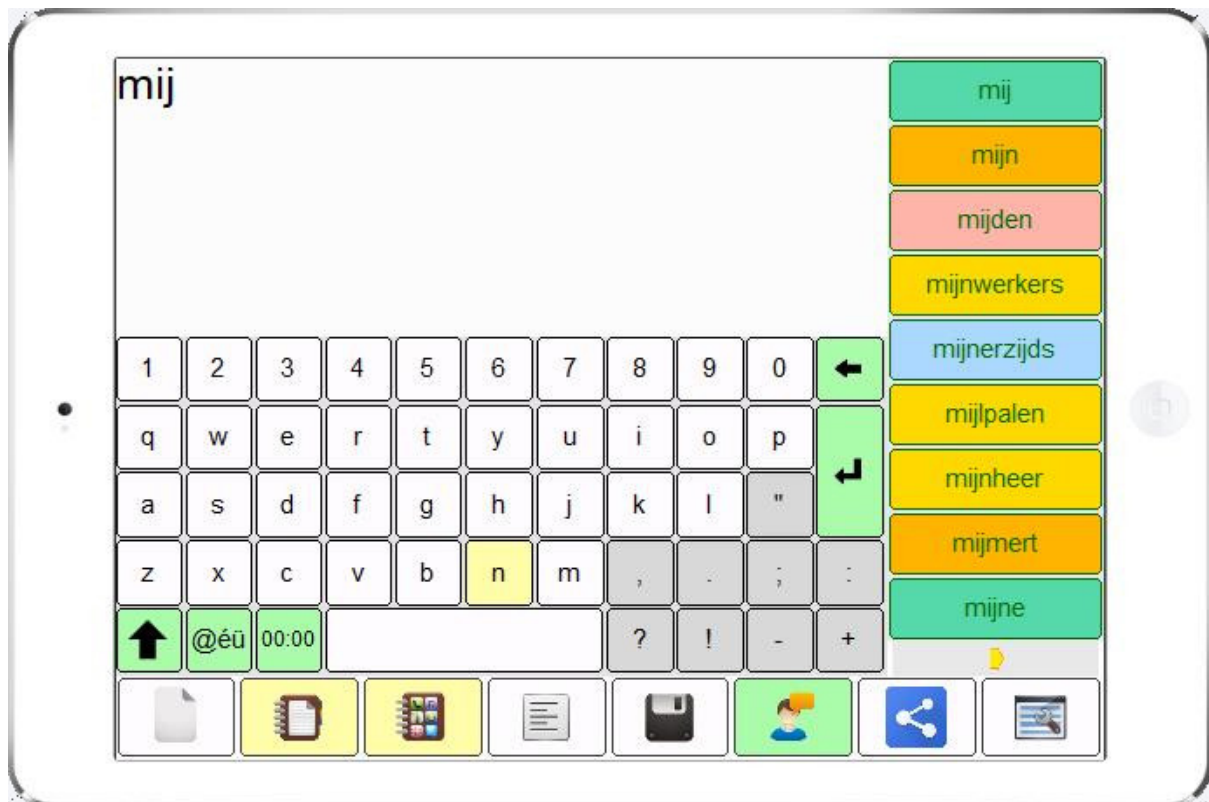 mij
mij
mijn
mijden
mijnwerkers
mijnerzijds
mijlpalen
mijnheer
mijmert
mijne
1 2 3 4 5 6 7 8 9 0
q w e r t y u i o p
a s d f g h j k l "
z x c v b n m , . ; :
@éü 00:00 ? ! - +